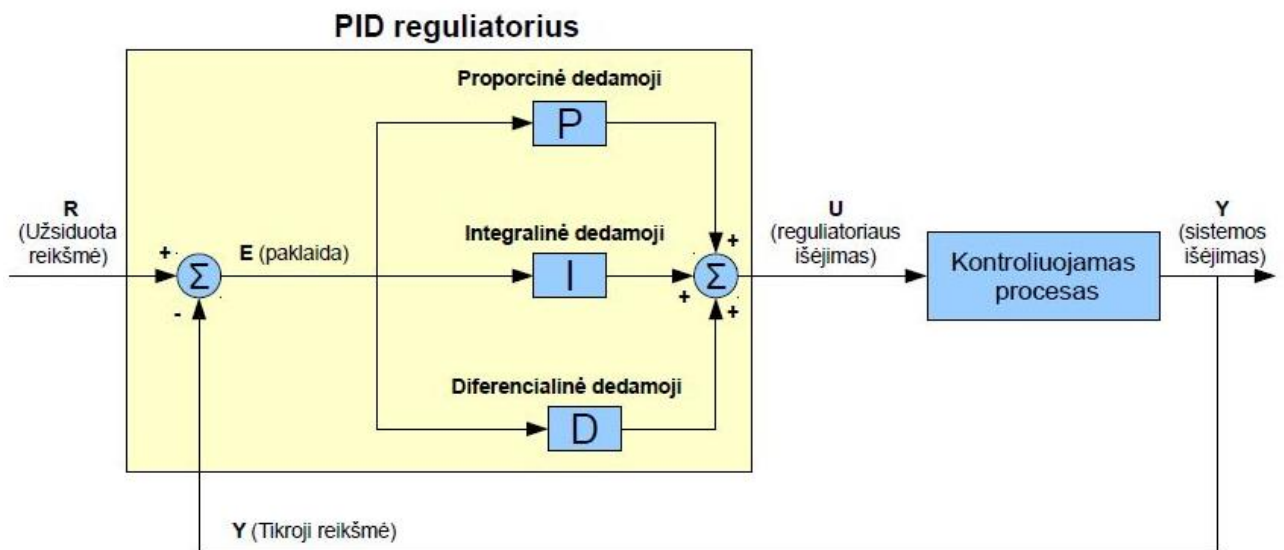 PID reguliatorius
Proporcinė dedamoji
P
R
(Užsiduota
reikšmė)
+
-
Σ
E (paklaida)
Integralinė dedamoji
I
+
+
+
Σ
U
(reguliatoriaus
išėjimas)
Kontroliuojamas
procesas
Y
(sistemos
išėjimas)
Diferencialinė dedamoji
D
Y (Tikroji reikšmė)